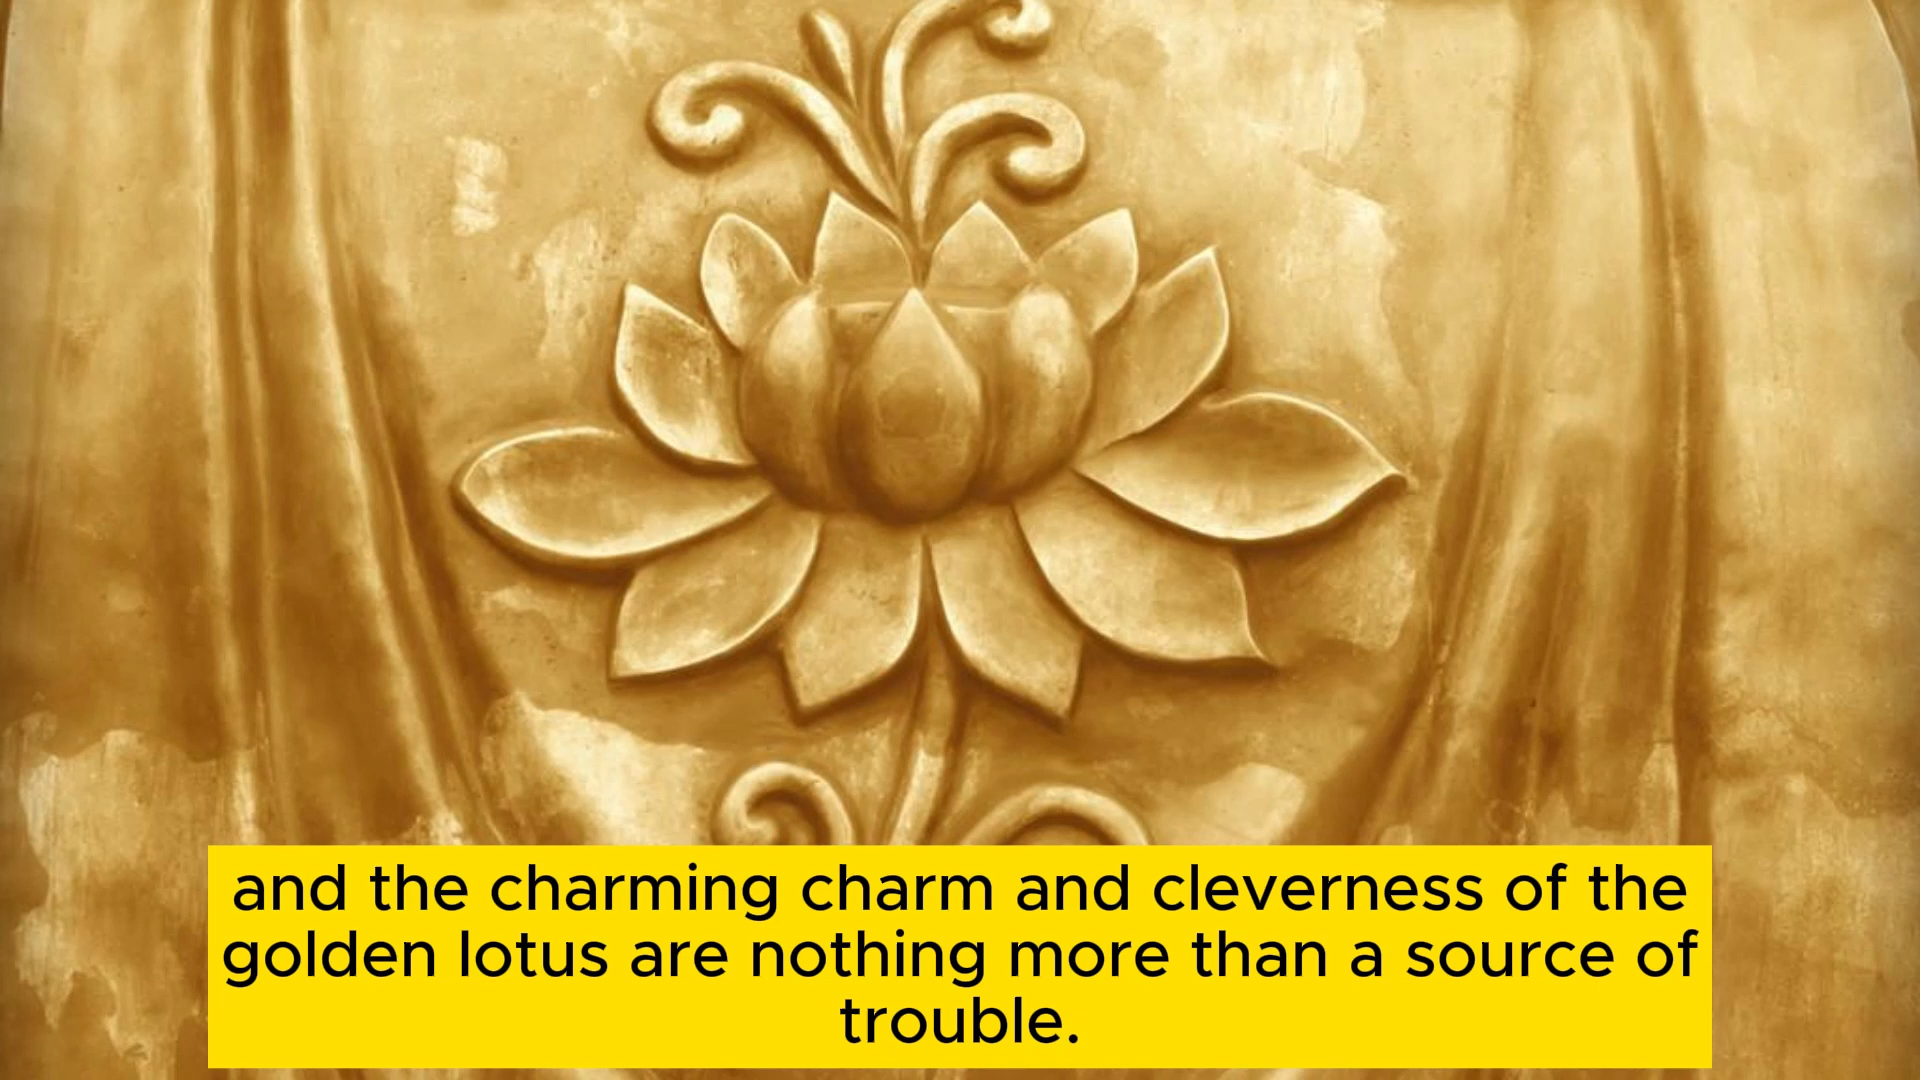 and the charming charm and cleverness of the
golden lotus are nothing more than a source of
trouble.